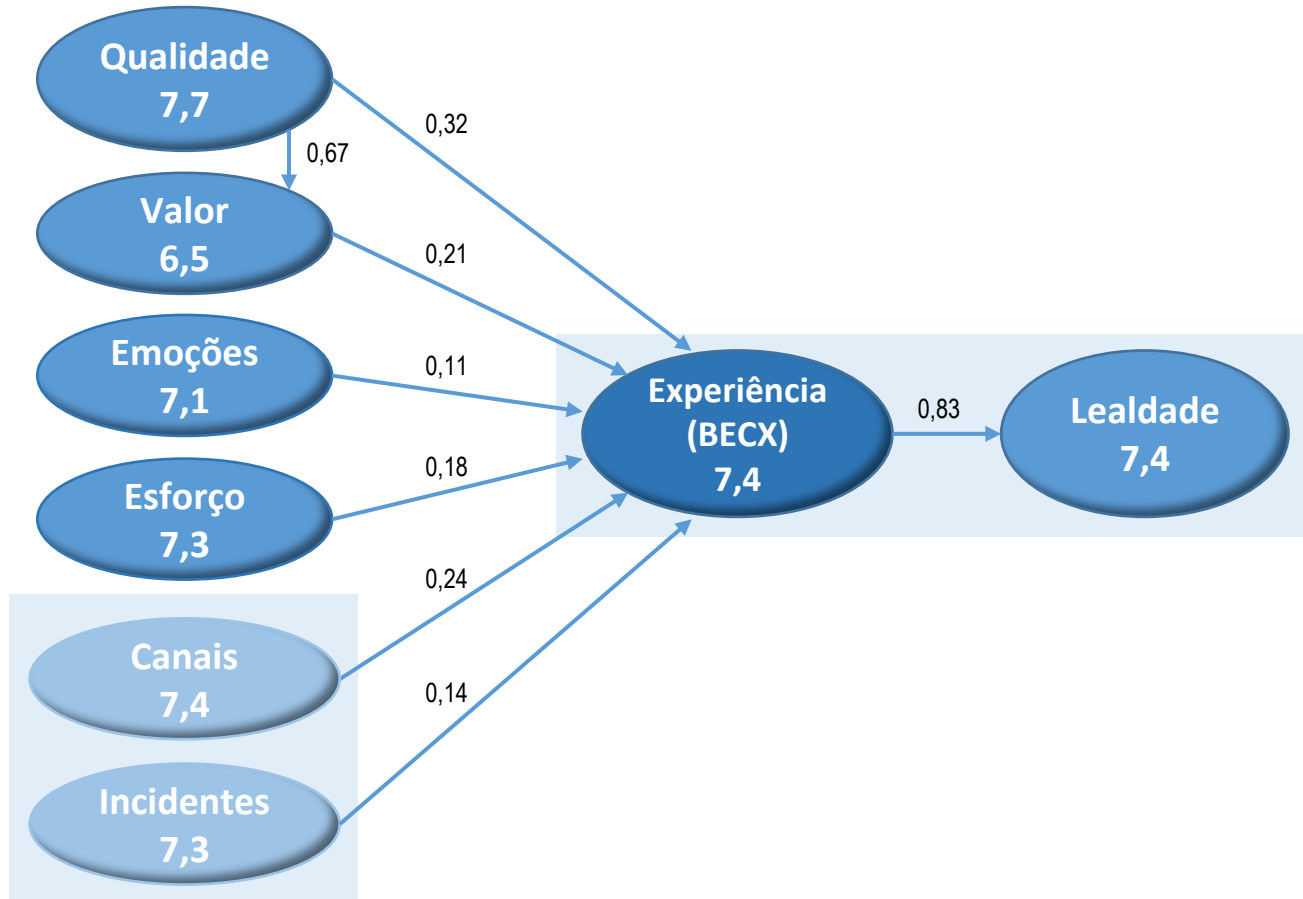 Qualidade
7,7
0,32
0,67
Valor
6,5
0,21
Emoções
7,1
0,11
Esforço
7,3
0,18
Experiência
(BECX)
7,4
0,83
Lealdade
7,4
Canais
7,4
0,24
Incidentes
7,3
0,14